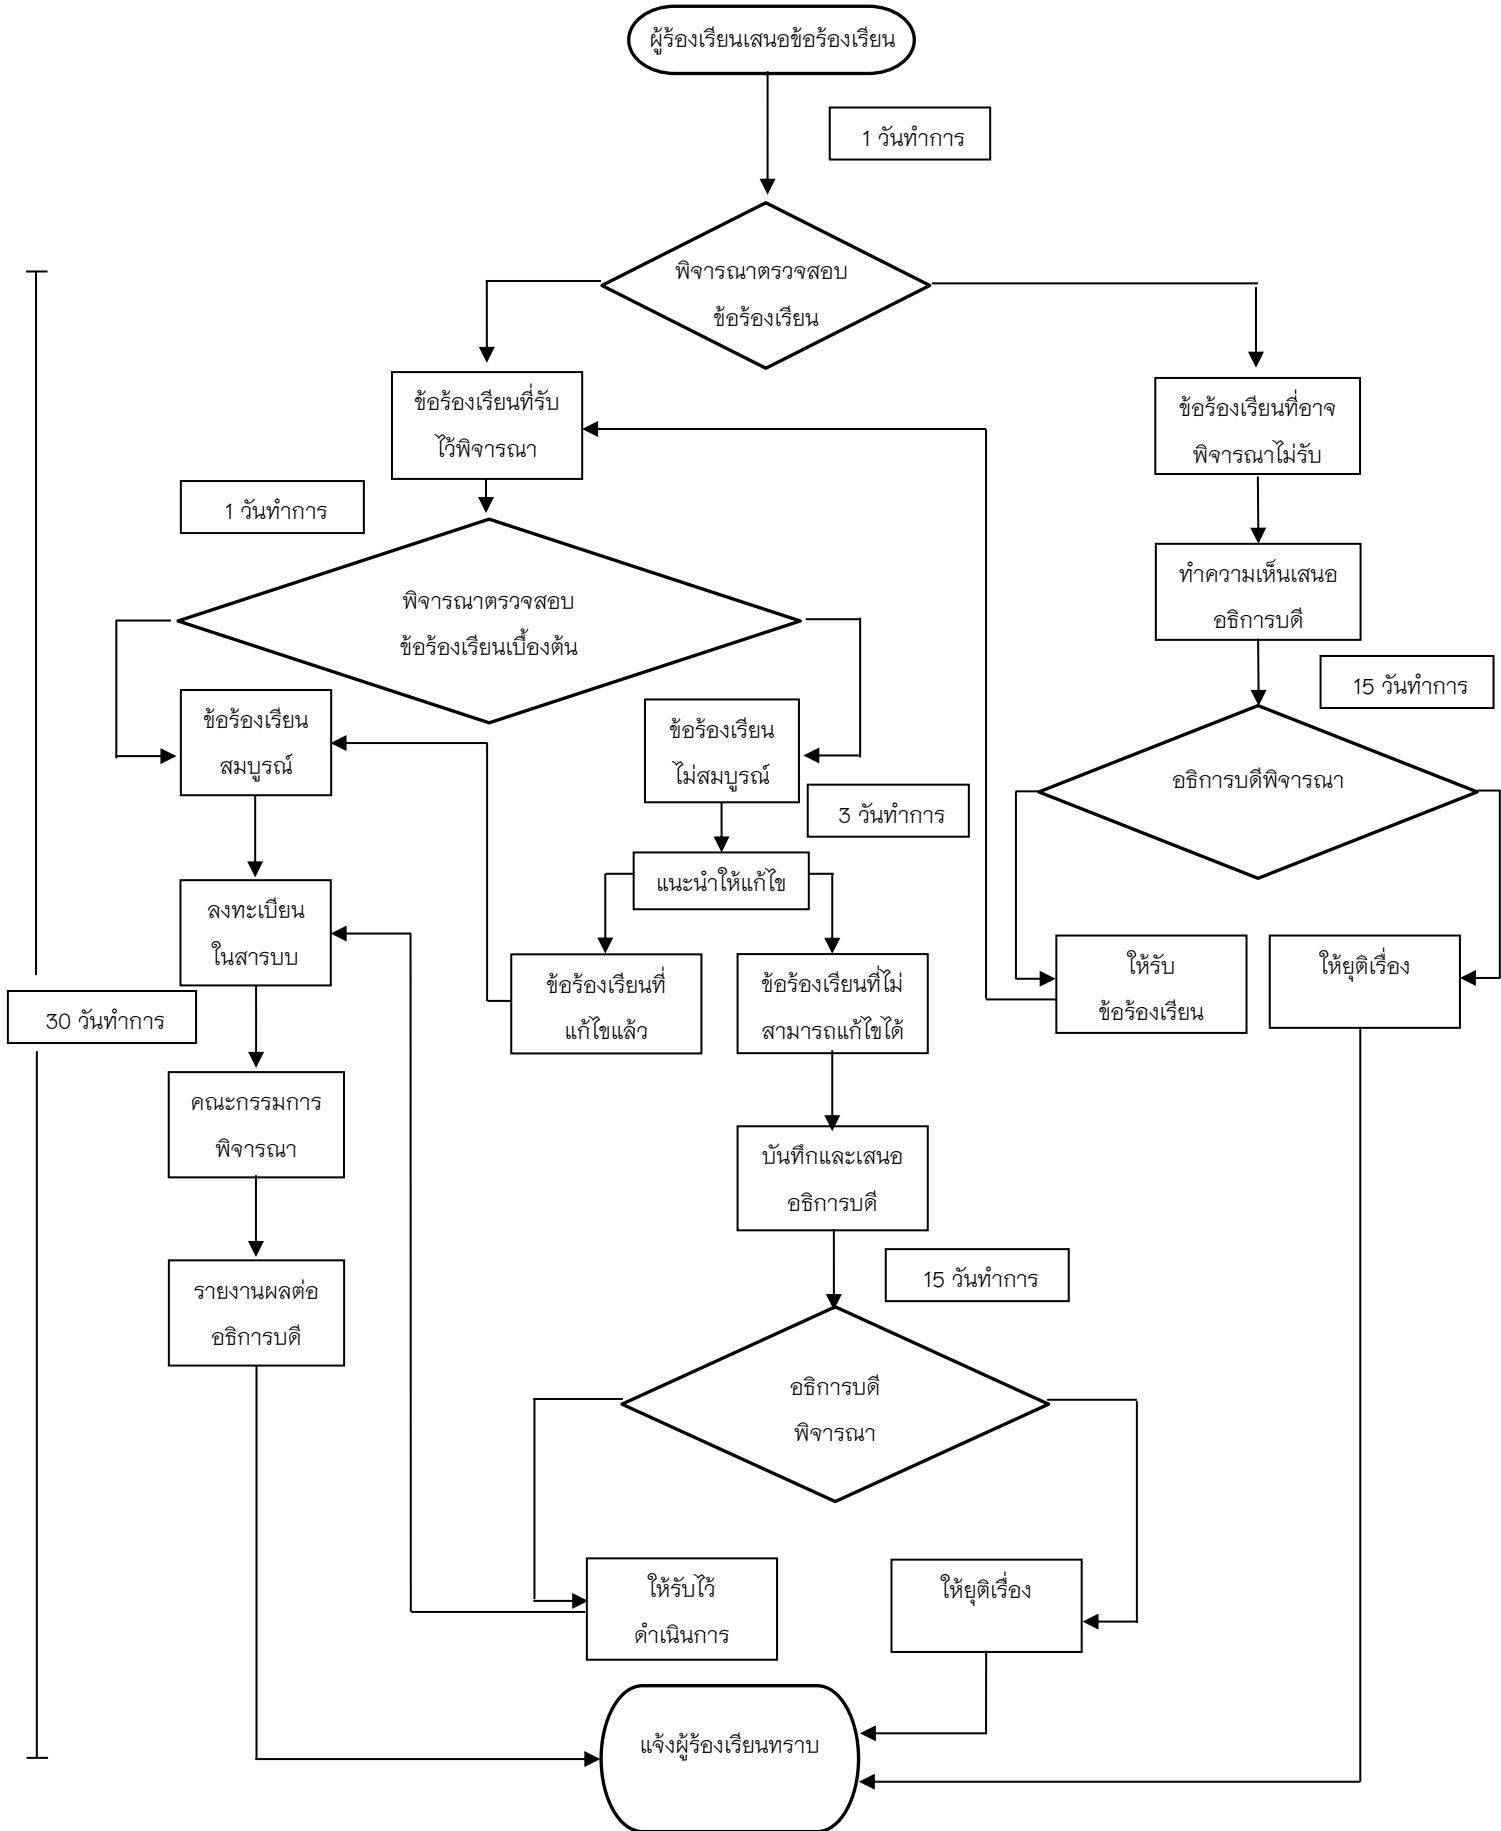 ผู้ร้องเรียนเสนอข้อร้องเรียน
1 วันทำการ
พิจารณาตรวจสอบ
ข้อร้องเรียน
ข้อร้องเรียนที่รับ
ไว้พิจารณา
ข้อร้องเรียนที่อาจ
พิจารณาไม่รับ
1 วันทำการ
พิจารณาตรวจสอบ
ข้อร้องเรียนเบื้องต้น
ทำความเห็นเสนอ
อธิการบดี
15 วันทำการ
ข้อร้องเรียน
สมบูรณ์
ข้อร้องเรียน
ไม่สมบูรณ์
3 วันทำการ
อธิการบดีพิจารณา
แนะนำให้แก้ไข
ลงทะเบียน
ในสารบบ
ข้อร้องเรียนที่
แก้ไขแล้ว
ข้อร้องเรียนที่ไม่
สามารถแก้ไขได้
ให้รับ
ข้อร้องเรียน
ให้ยุติเรื่อง
30 วันทำการ
คณะกรรมการ
พิจารณา
บันทึกและเสนอ
อธิการบดี
15 วันทำการ
รายงานผลต่อ
อธิการบดี
อธิการบดี
พิจารณา
ให้รับไว้
ดำเนินการ
ให้ยุติเรื่อง
แจ้งผู้ร้องเรียนทราบ